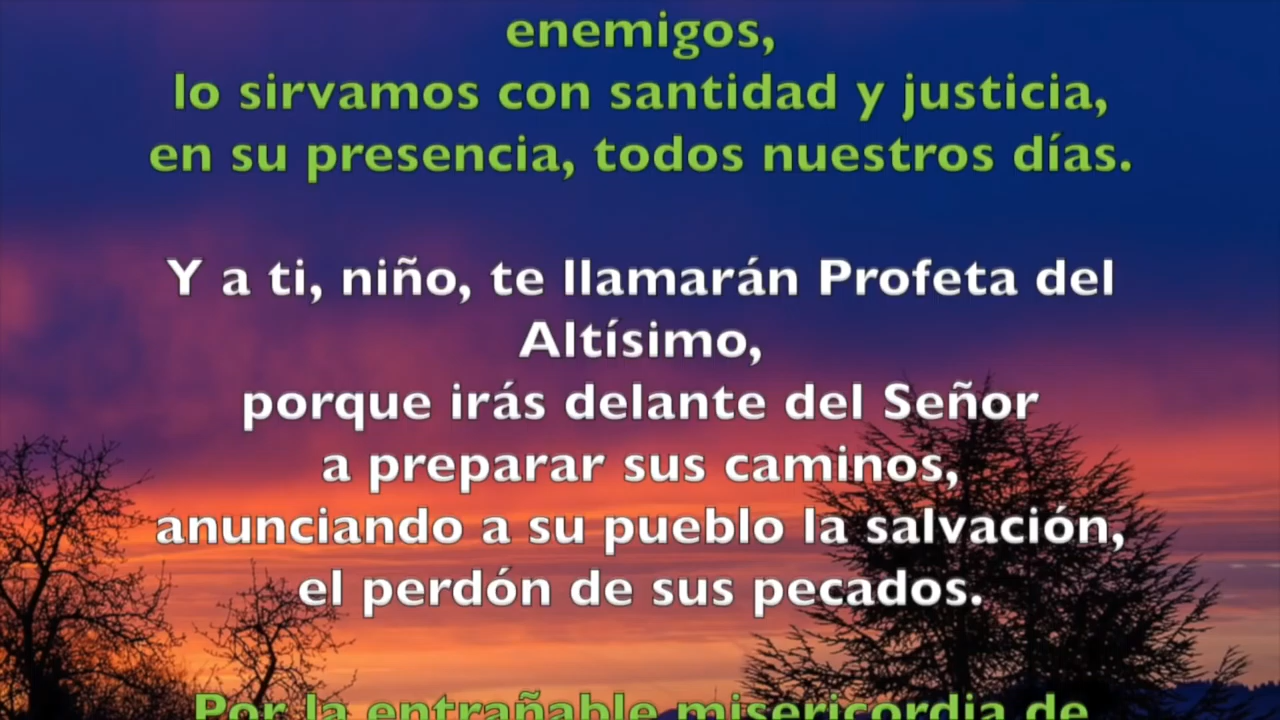 enemigos,
lo sirvamos con santidad y justicia,
en su presencia, todos nuestros días.
Y a ti, niño, te llamarán Profeta del
Altísimo,
porque irás delante del Señor
a preparar sus caminos,
anunciando a su pueblo la salvación,
el perdón de sus pecados.
Por la entrañable misericordia de